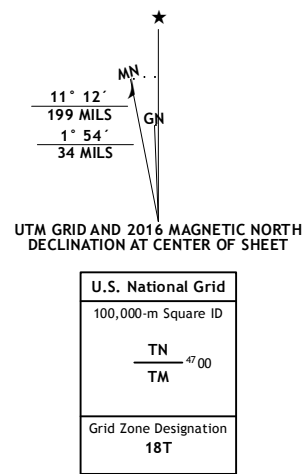 ★
MN
GN
11° 12´
199 MILS
1° 54´
34 MILS
UTM GRID AND 2016 MAGNETIC NORTH
DECLINATION AT CENTER OF SHEET
U.S. National Grid
100,000-m Square ID
TN
4700
TM
Grid Zone Designation
18T